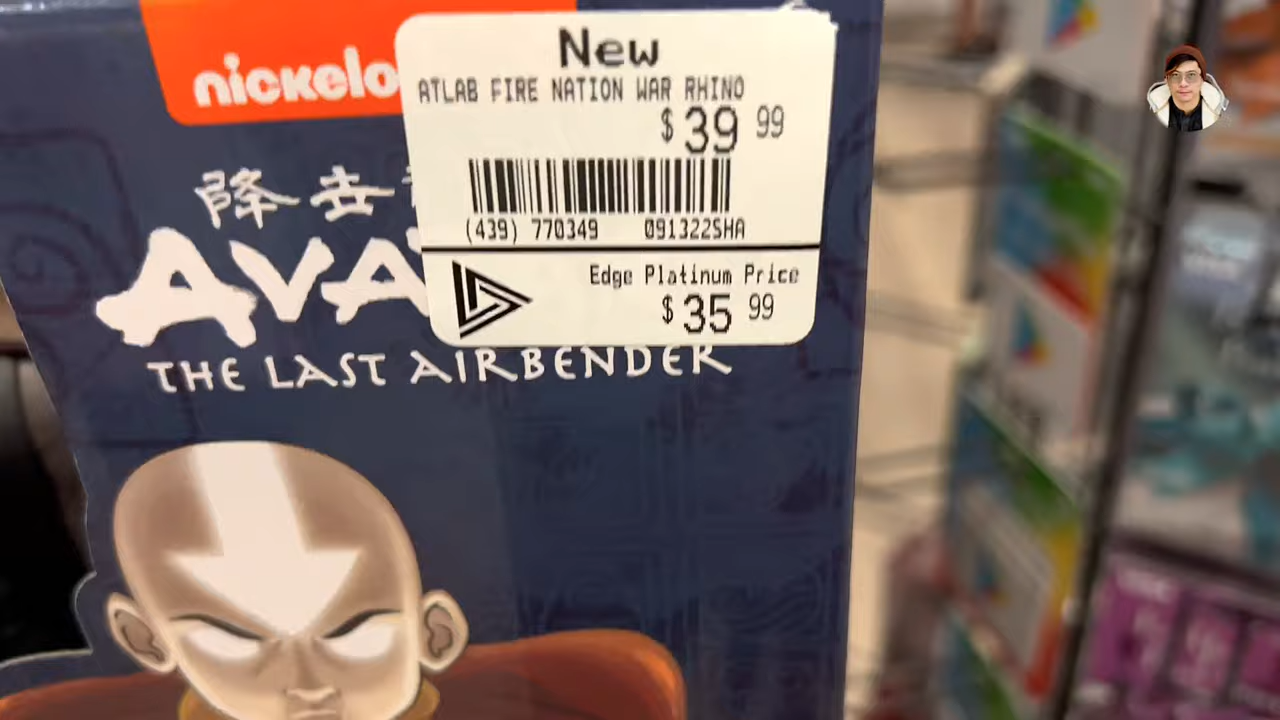 nickelo
New
ATLAB FIRE NATION WAR RHINO
$39 99
(439) 770349 091322SHA
Edge Platinum Price
$35 99
降去
AVA
THE LAST AIRBENDER